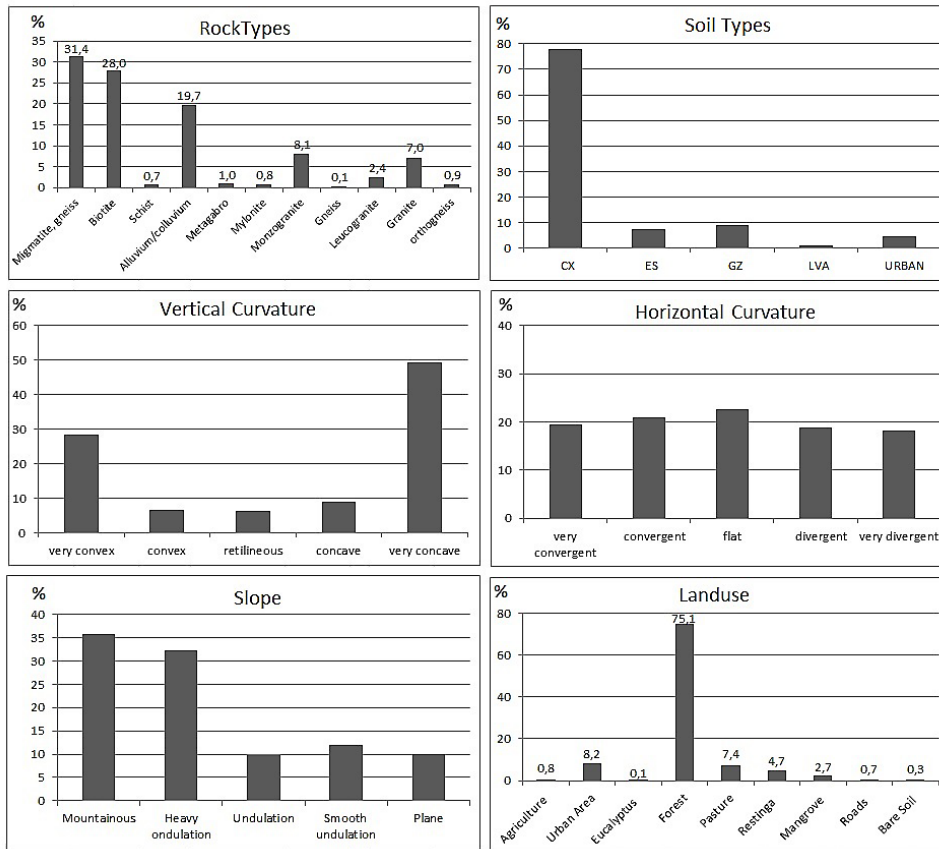 %
RockTypes
35
30
25
20
15
10
5
0
31,4
28,0
0,7
19,7
1,0
0,8
8,1
0,1
2,4
7,0
0,9
Migmatite, gneiss
Biotite
Schist
Alluvium/colluvium
Metagabro
Mylonite
Monzogranite
Gneiss
Leucogranite
Granite
orthogneiss
%
Soil Types
80
70
60
50
40
30
20
10
0
CX ES GZ LVA URBAN
%
Vertical Curvature
60
50
40
30
20
10
0
very convex convex retilineous concave very concave
%
Horizontal Curvature
40
30
20
10
0
very convergent
convergent
flat
divergent
very divergent
%
Slope
40
35
30
25
20
15
10
5
0
Mountainous
Heavy
ondulation
Undulation
Smooth
undulation
Plane
%
Landuse
80
60
40
20
0
0,8
8,2
0,1
75,1
7,4
4,7
2,7
0,7
0,3
Agriculture
Urban Area
Eucalyptus
Forest
Pasture
Restinga
Mangrove
Roads
Bare Soil